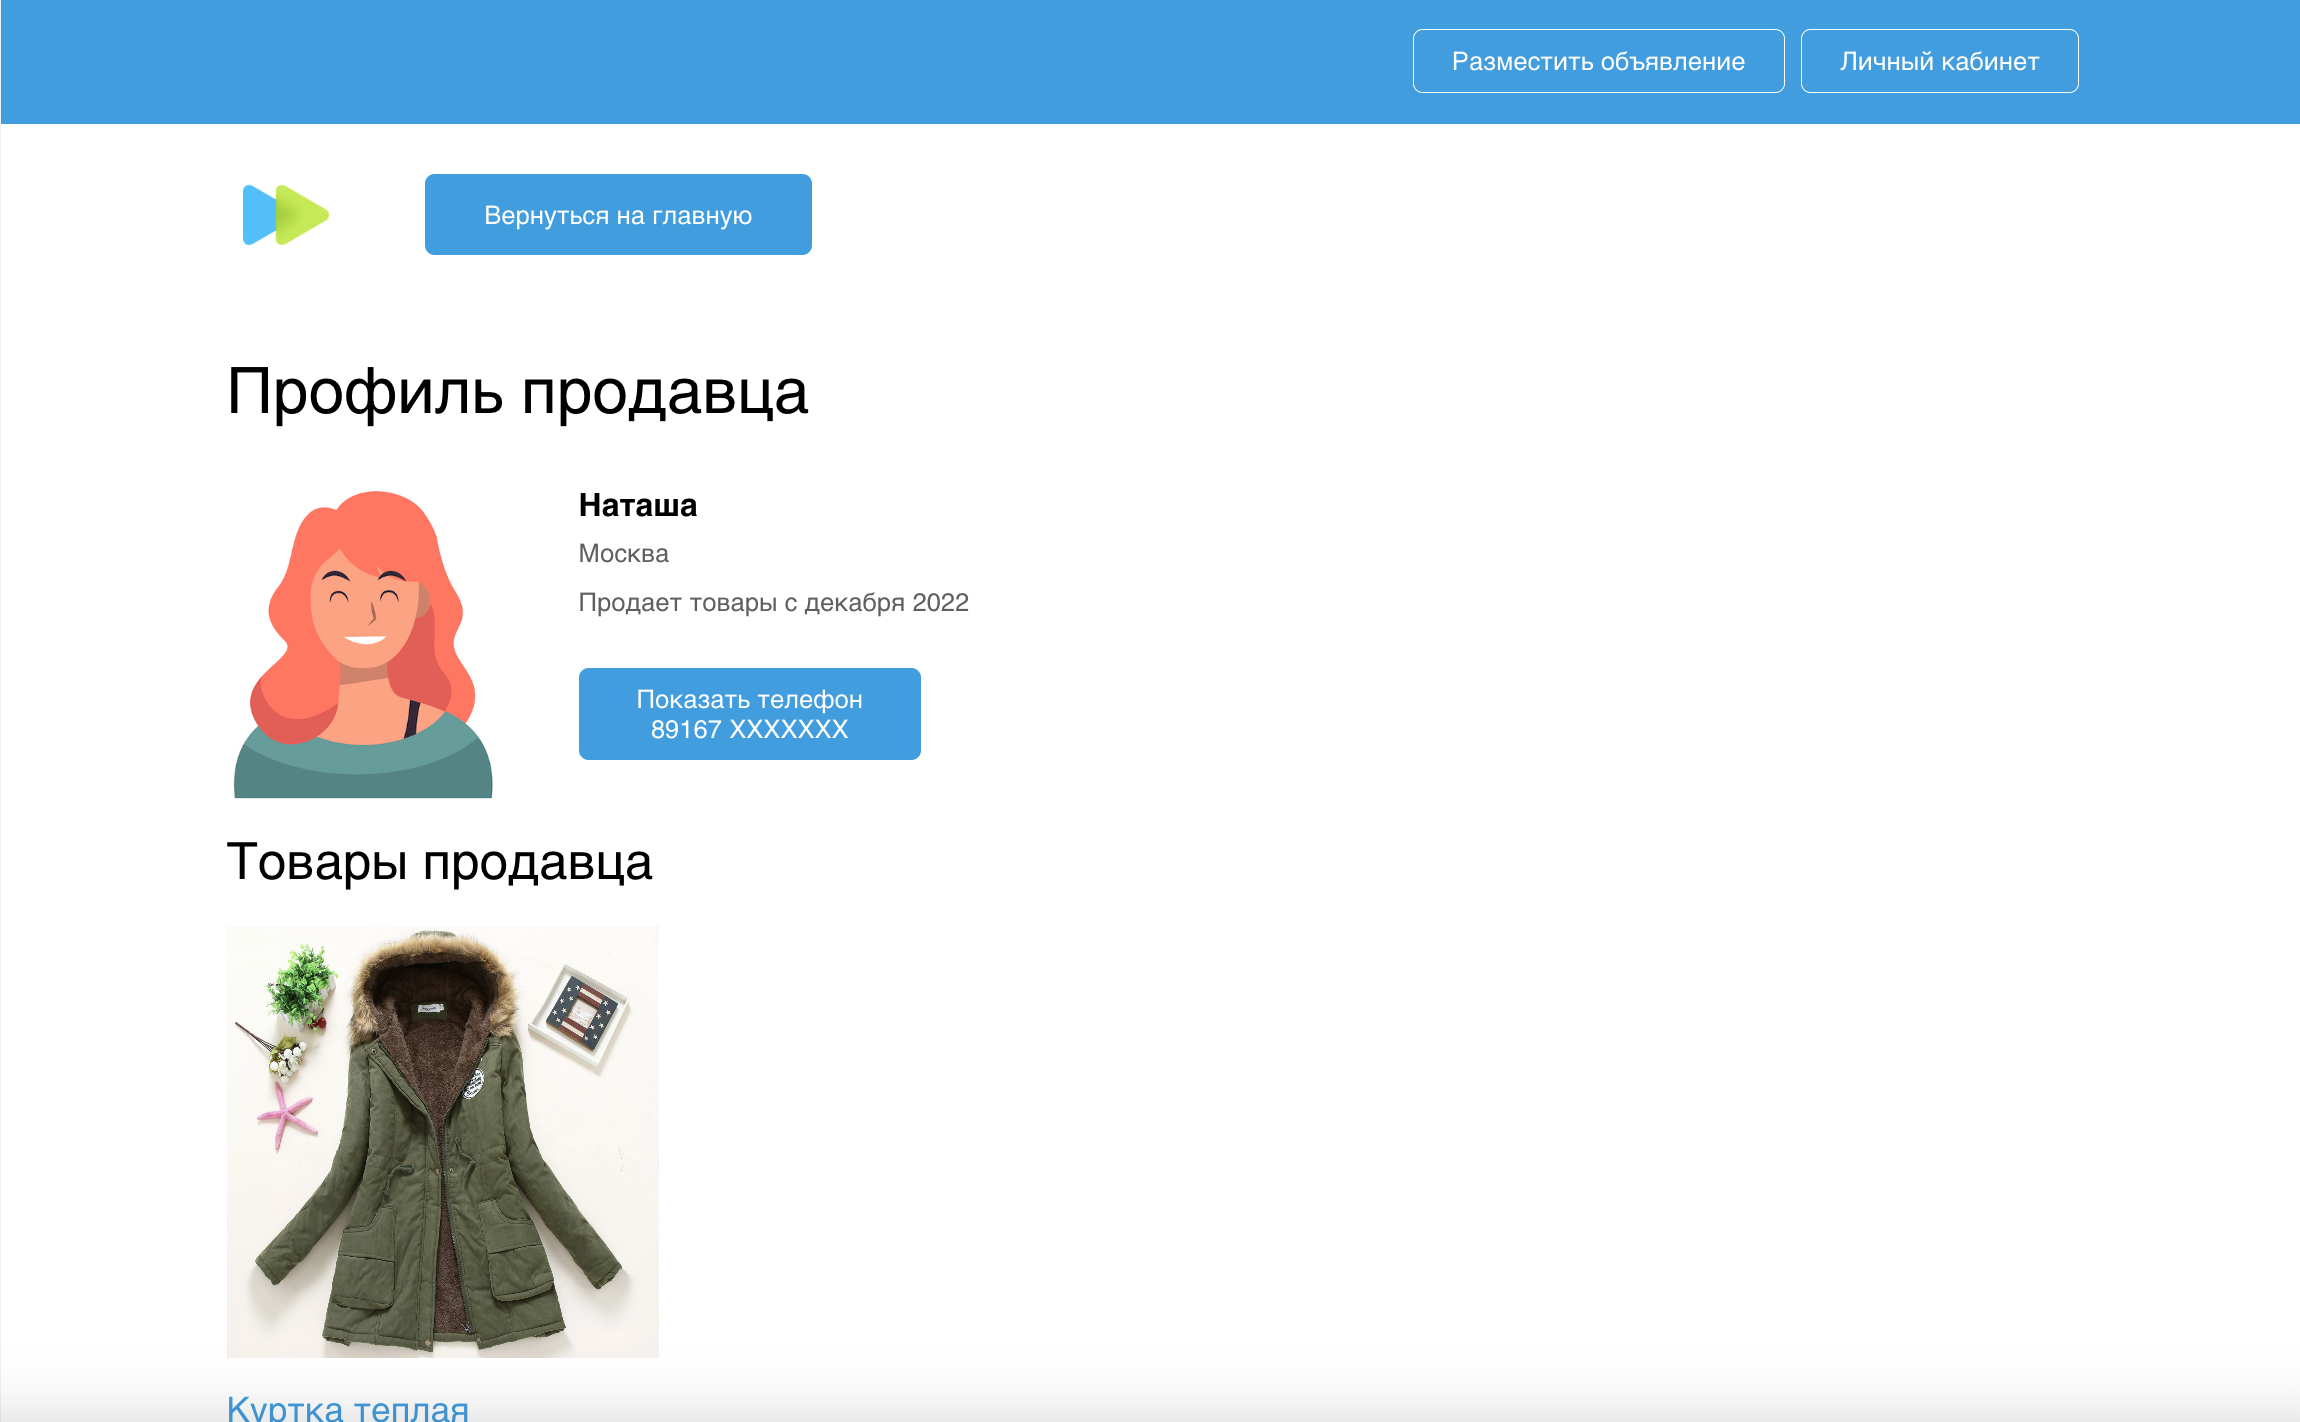 Разместить объявление
Личный кабинет
Вернуться на главную
Профиль продавца
Наташа
Москва
Продает товары с декабря 2022
Показать телефон
89167 XXXXXXX
Товары продавца
Куртка теплая